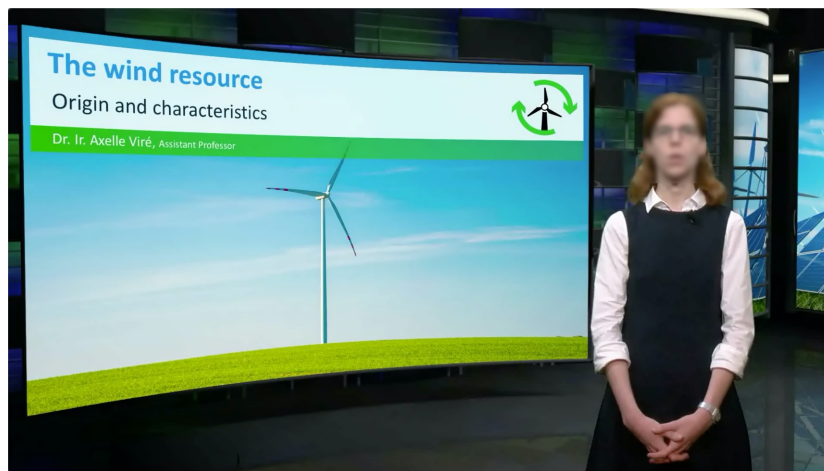 The wind resource
Origin and characteristics
Dr. Ir. Axelle Viré, Assistant Professor